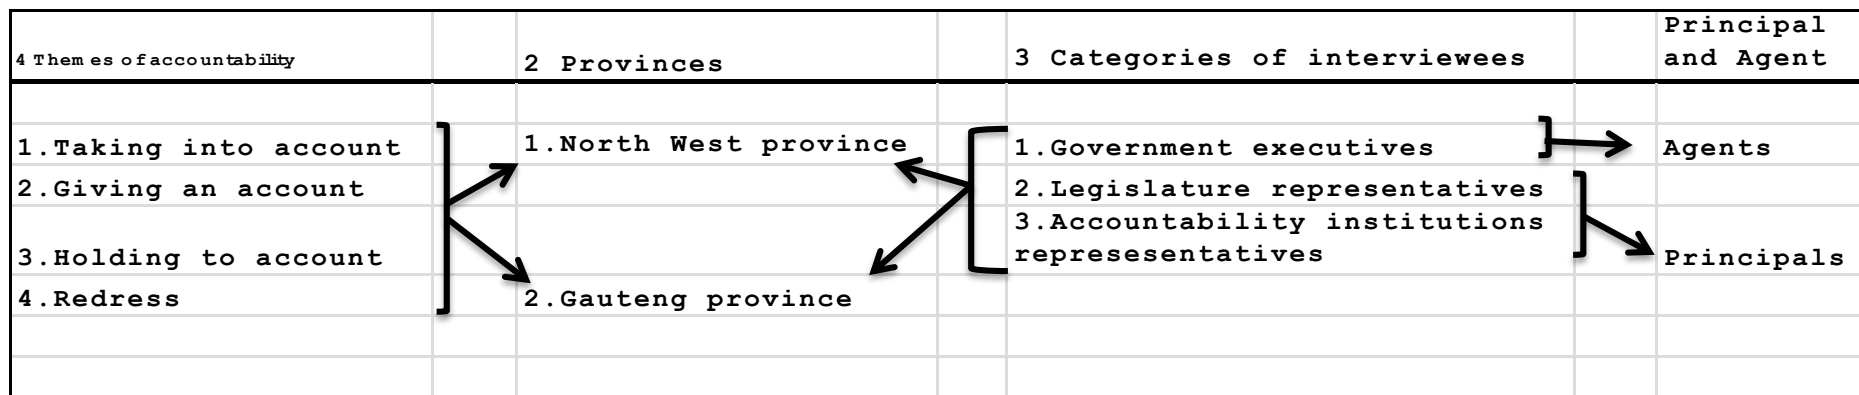 4 Themes of accountability
2 Provinces
3 Categories of interviewees
Principal
and Agent
1.Taking into account
1.North West province
1.Government executives
Agents
2.Giving an account
2.Legislature representatives
3.Accountability institutions
represesentatives
3.Holding to account
Principals
4.Redress
2.Gauteng province